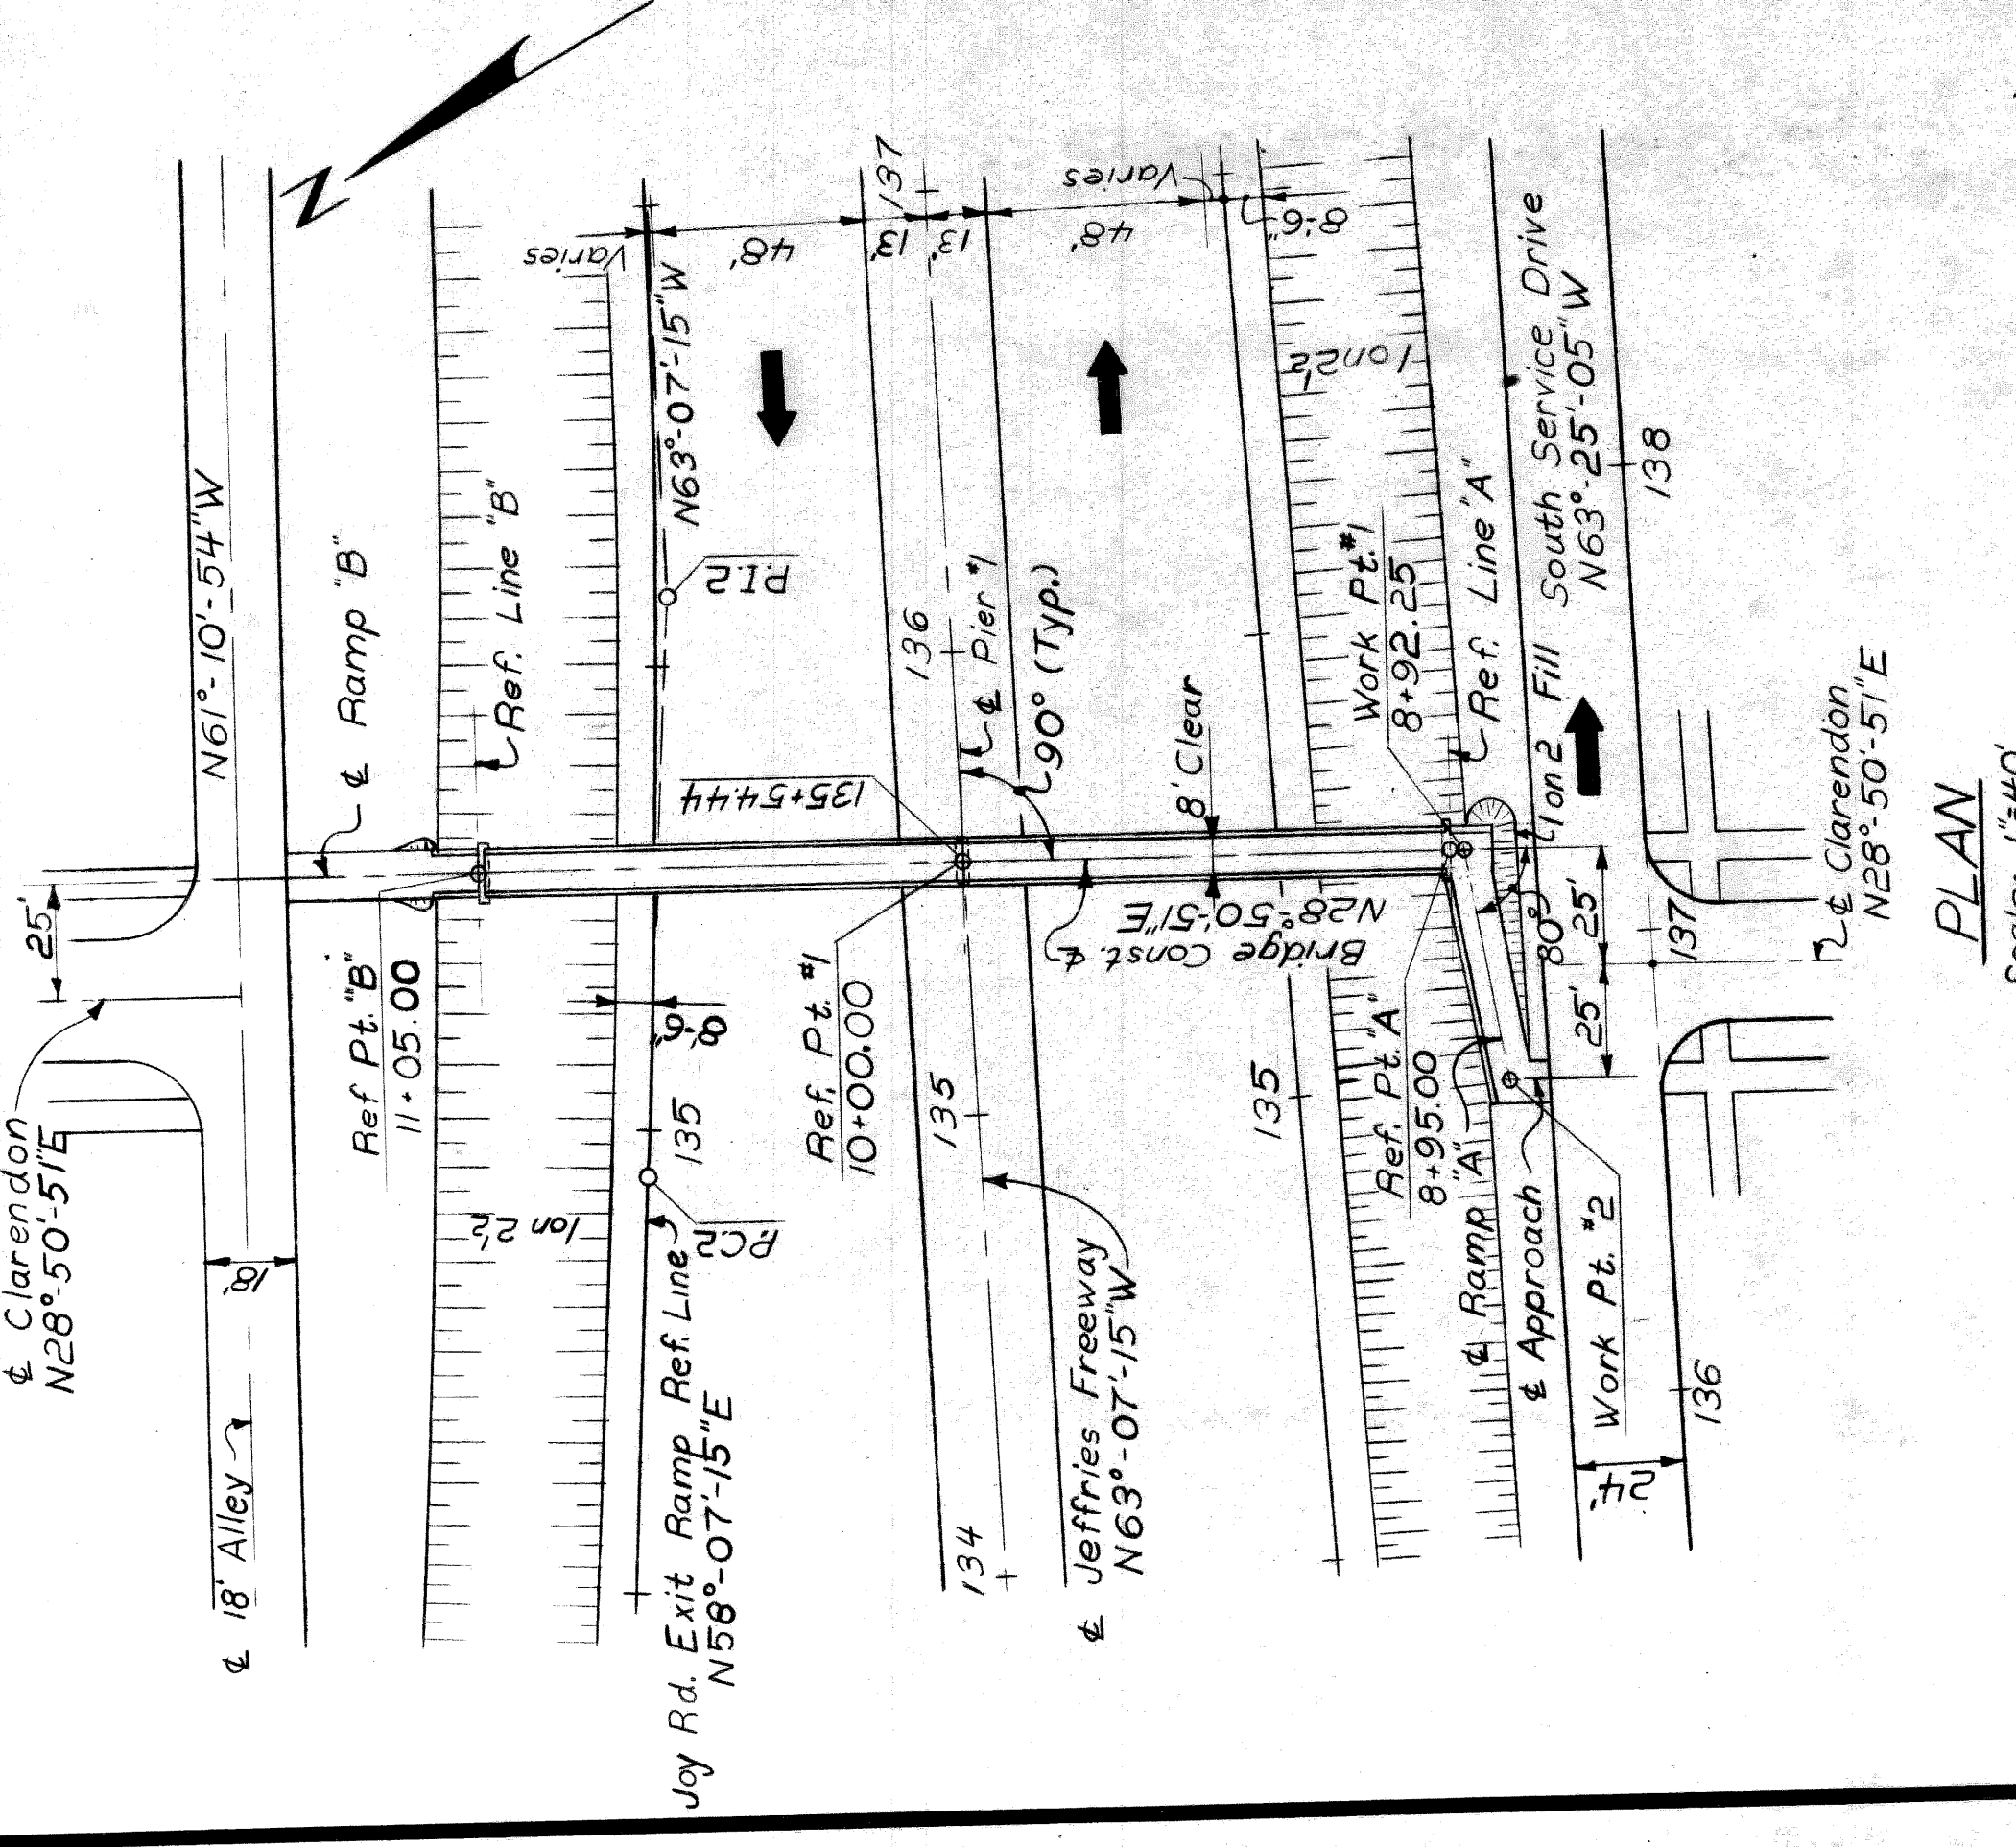 N
℄ Clarendon
N28°-50'-51"E
25'
℄ 18' Alley
18'
N61°-10'-54"W
℄ Ramp "B"
Ref Pt. "B"
11+05.00
Ref. Line "B"
1 on 2½
Varies
48'
13'
13'
48'
Varies
8'-6"
137
Joy Rd. Exit Ramp Ref. Line
N58°-07'-15"E
P.C.2
135
8'-6"
P.I.2
N63°-07'-15"W
135+54.44
Ref. Pt. #1
10+00.00
134
135
136
℄ Pier #1
90° (Typ.)
℄ Jeffries Freeway
N63°-07'-15"W
Bridge Const. ℄
N28°-50'-51"E
8' Clear
135
1 on 2½
Work Pt. #1
8+92.25
Ref. Line "A"
Ref. Pt. "A"
8+95.00
℄ Ramp "A"
℄ Approach
Work Pt. #2
80°
1 on 2 Fill
South Service Drive
N63°-25'-05"W
25'
25'
24'
136
137
138
℄ Clarendon
N28°-50'-51"E
PLAN
Scale: 1"=40'